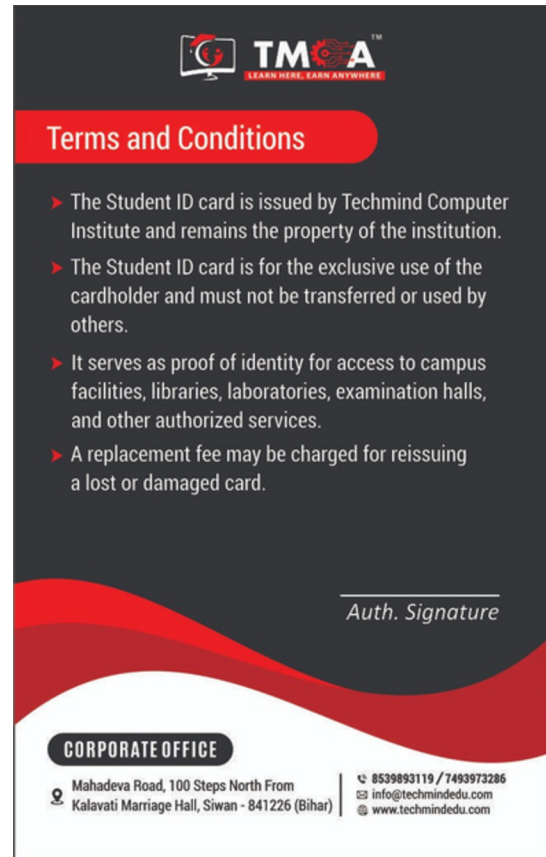 TMCA™
LEARN HERE, EARN ANYWHERE
Terms and Conditions
The Student ID card is issued by Techmind Computer
Institute and remains the property of the institution.
The Student ID card is for the exclusive use of the
cardholder and must not be transferred or used by
others.
It serves as proof of identity for access to campus
facilities, libraries, laboratories, examination halls,
and other authorized services.
A replacement fee may be charged for reissuing
a lost or damaged card.
Auth. Signature
CORPORATE OFFICE
Mahadeva Road, 100 Steps North From
Kalavati Marriage Hall, Siwan - 841226 (Bihar)
8539893119 / 7493973286
info@techmindedu.com
www.techmindedu.com